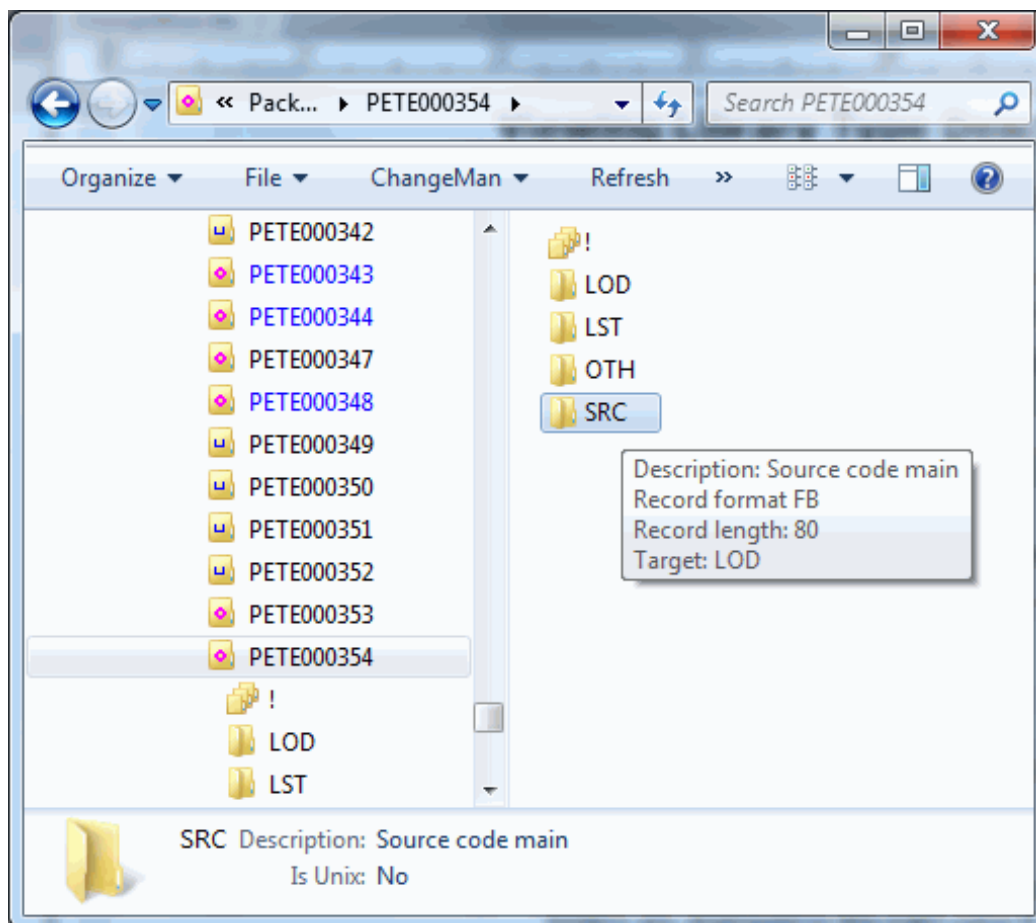 « Pack... PETE000354 Search PETE000354
Organize File ChangeMan Refresh »
PETE000342
PETE000343
PETE000344
PETE000347
PETE000348
PETE000349
PETE000350
PETE000351
PETE000352
PETE000353
PETE000354
!
LOD
LST
!
LOD
LST
OTH
SRC
Description: Source code main
Record format FB
Record length: 80
Target: LOD
SRC Description: Source code main
Is Unix: No